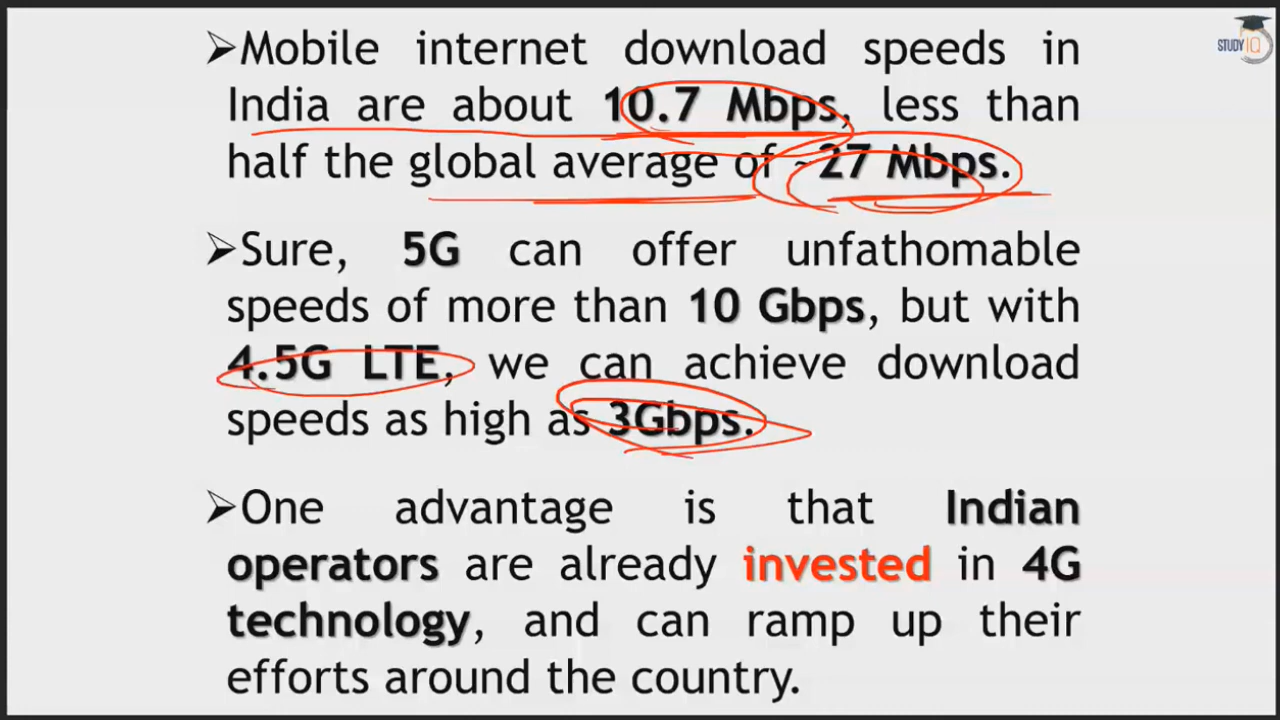 ➢Mobile internet download speeds in
India are about 10.7 Mbps, less than
half the global average of ~27 Mbps.
➢Sure, 5G can offer unfathomable
speeds of more than 10 Gbps, but with
4.5G LTE, we can achieve download
speeds as high as 3Gbps.
➢One advantage is that Indian
operators are already invested in 4G
technology, and can ramp up their
efforts around the country.
STUDY IQ